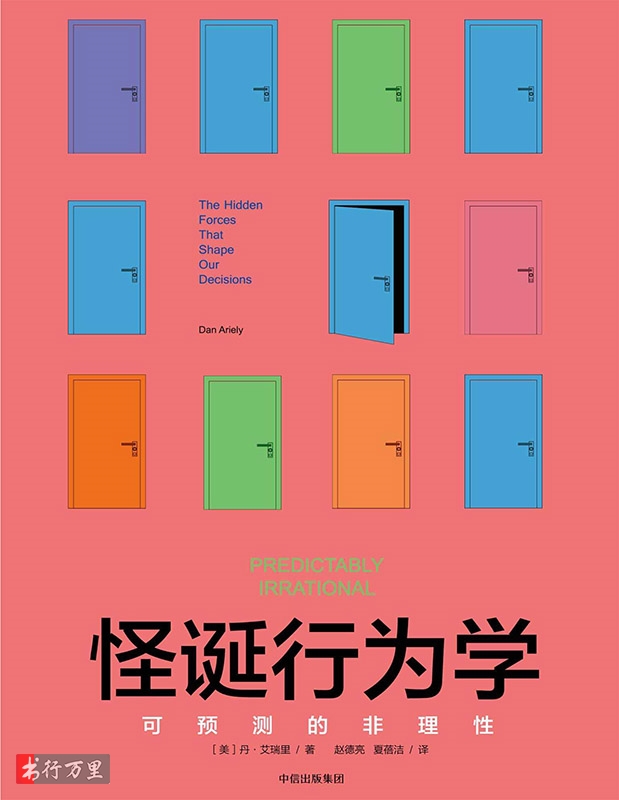 The Hidden
Forces
That
Shape
Our
Decisions
Dan Ariely
PREDICTABLY
IRRATIONAL
怪诞行为学
可预测的非理性
[美]丹·艾瑞里 / 著 赵德亮 夏蓓洁 / 译
书行万里
中信出版集团